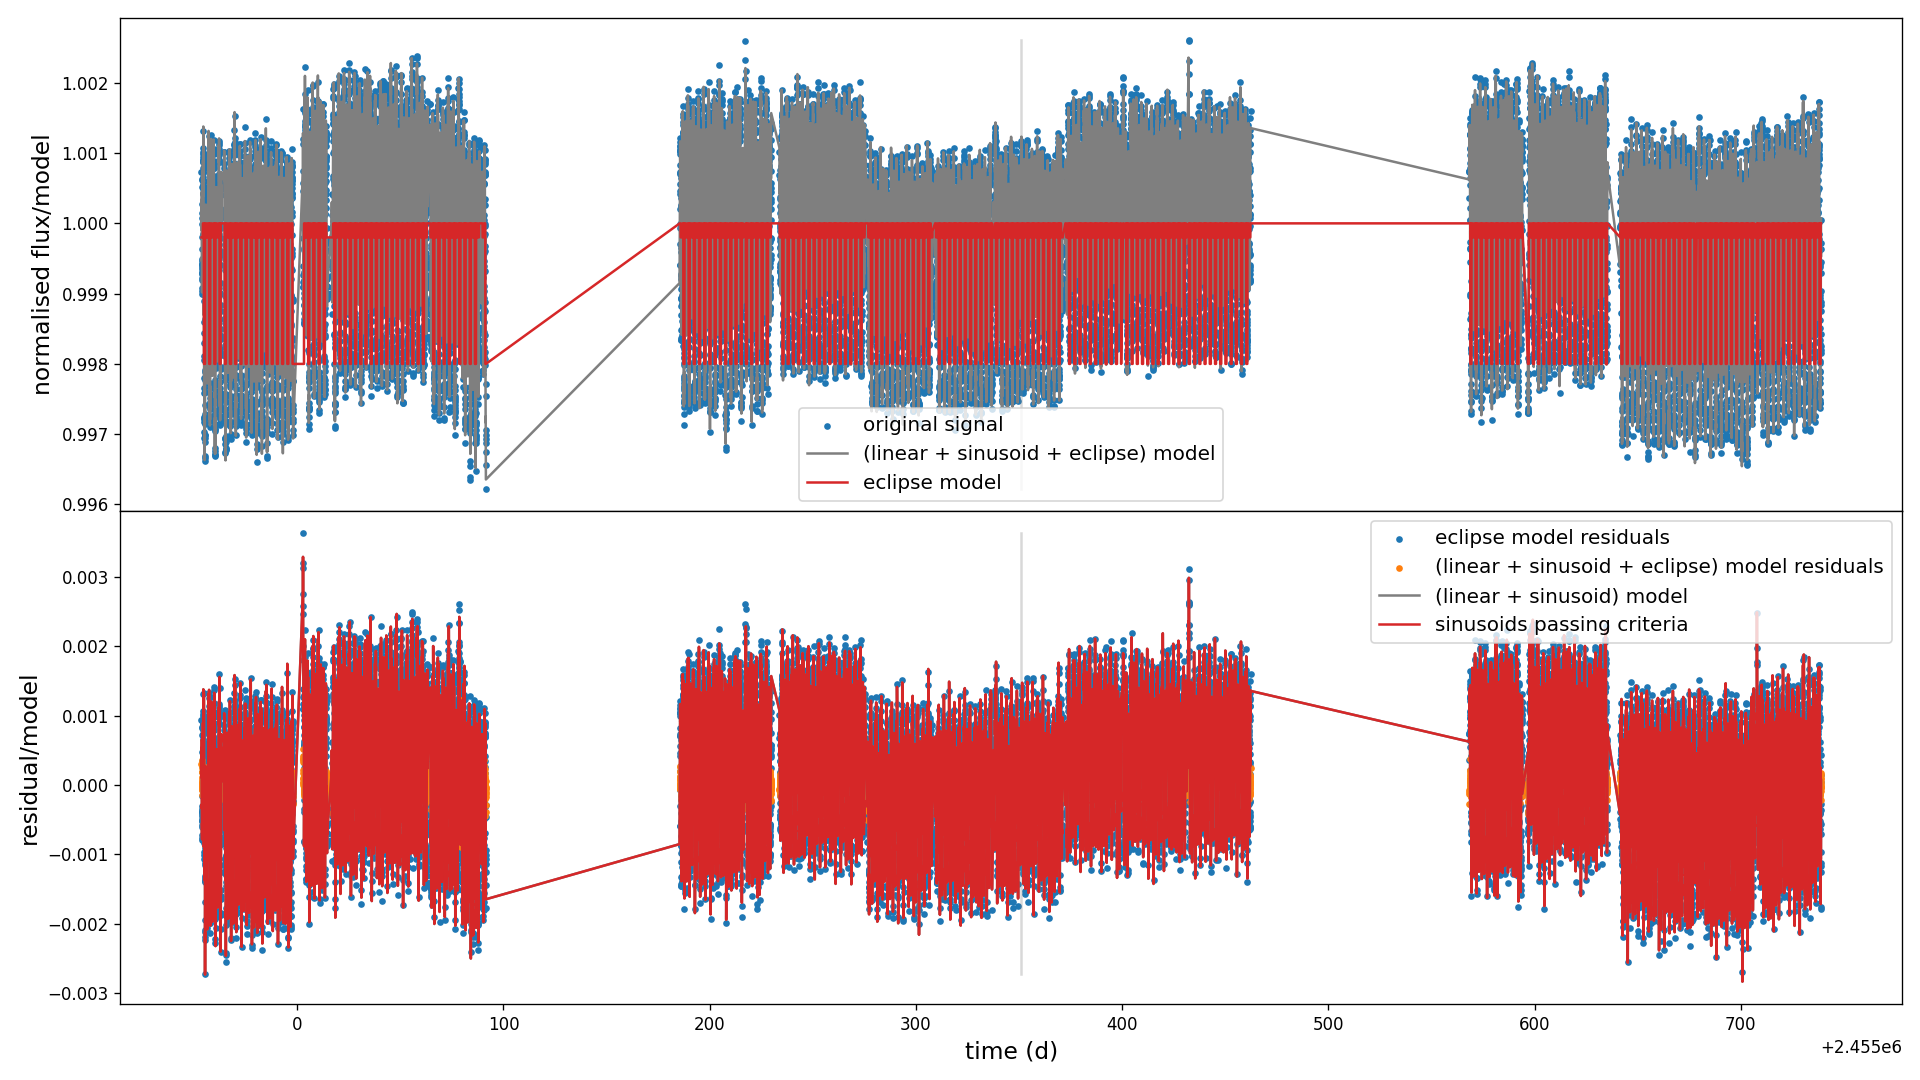 normalised flux/model
1.002
1.001
1.000
0.999
0.998
0.997
0.996
original signal
(linear + sinusoid + eclipse) model
eclipse model
residual/model
0.003
0.002
0.001
0.000
−0.001
−0.002
−0.003
eclipse model residuals
(linear + sinusoid + eclipse) model residuals
(linear + sinusoid) model
sinusoids passing criteria
0 100 200 300 400 500 600 700
time (d)
+2.455e6